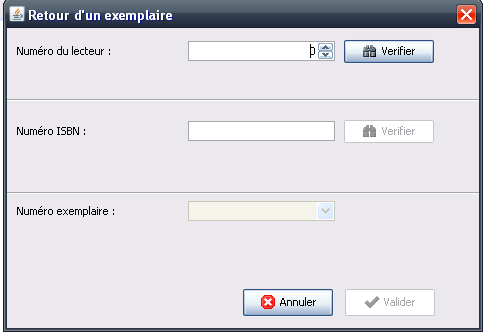 Retour d'un exemplaire
Numéro du lecteur : 0 Verifier
Numéro ISBN : Verifier
Numéro exemplaire :
Annuler Valider